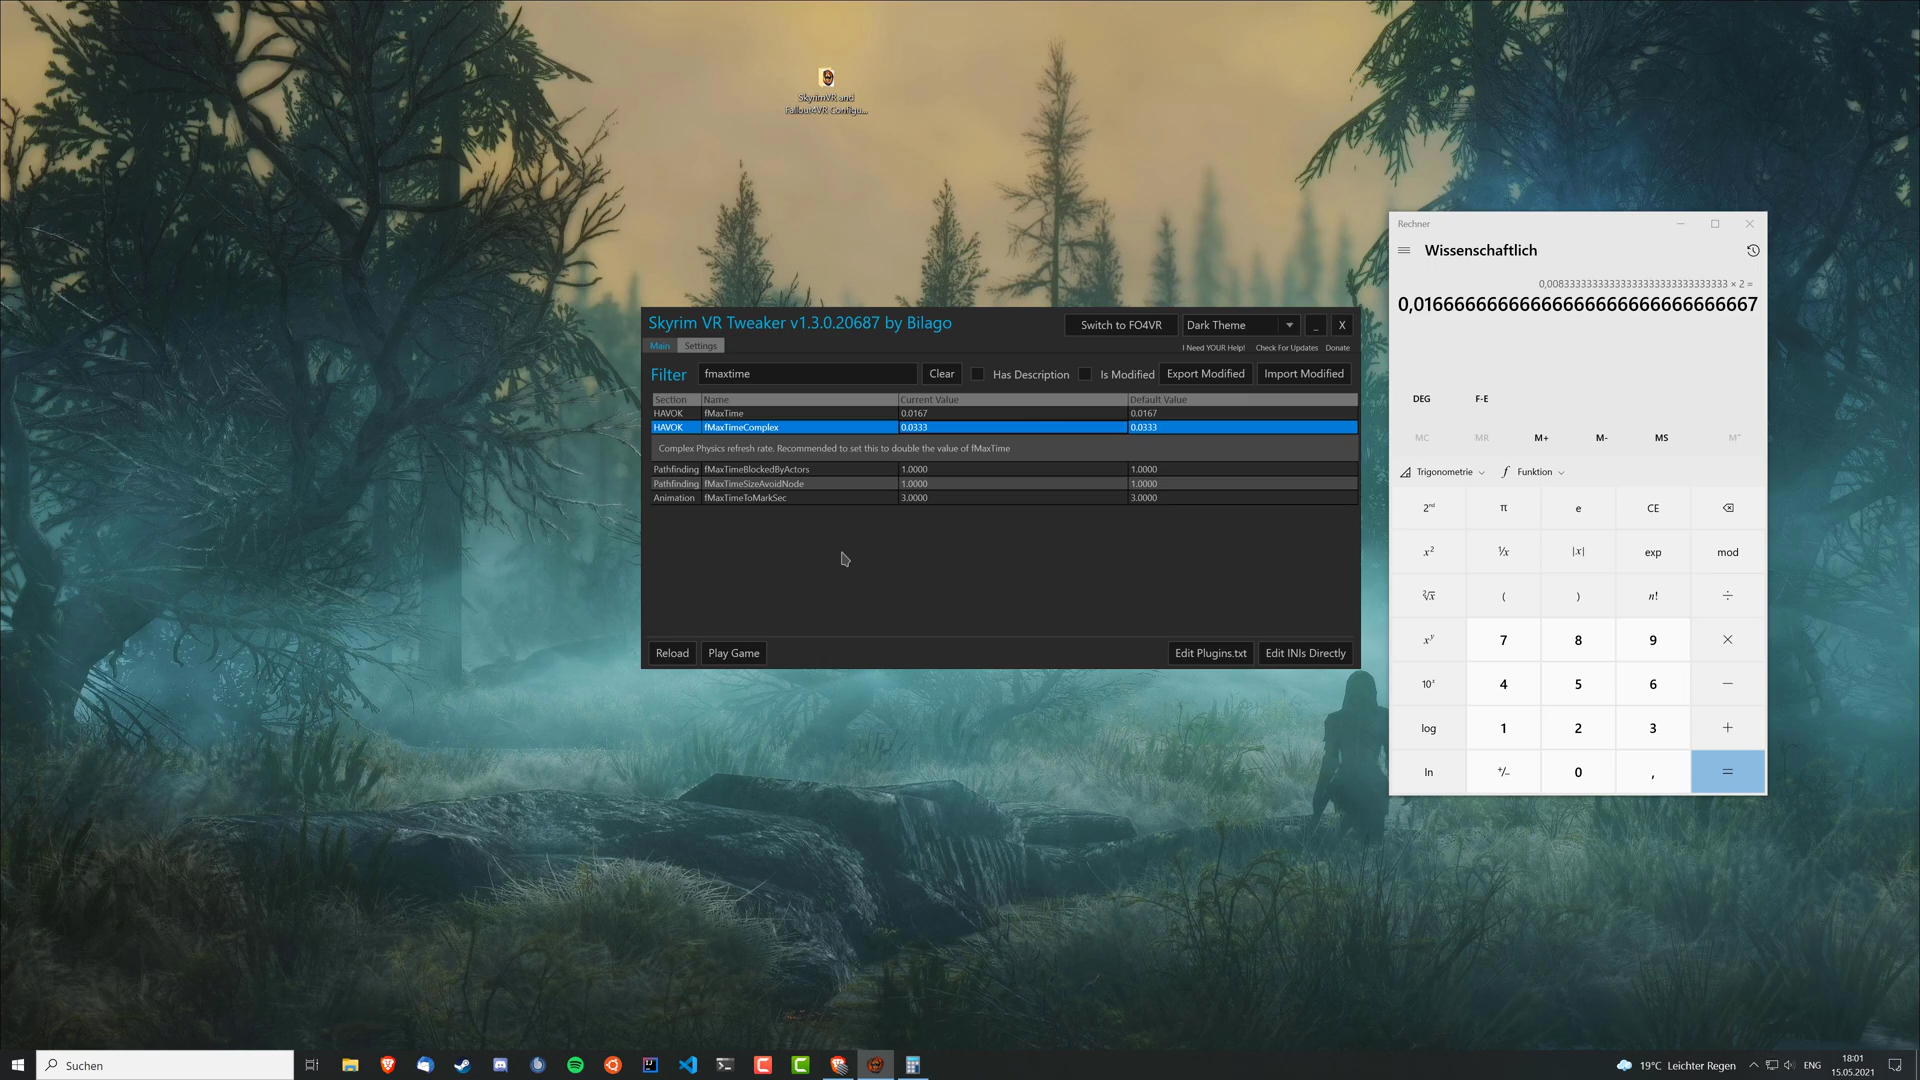 SkyrimVR and
Fallout4VR Configu...
Rechner
Wissenschaftlich
0,00833333333333333333333333333333 × 2 =
0,01666666666666666666666666666667
DEG
F-E
MC MR M+ M- MS M˅
Trigonometrie Funktion
2nd π e CE
x² ¹/x |x| exp mod
²√x ( ) n! ÷
xʸ 7 8 9 ×
10ˣ 4 5 6 −
log 1 2 3 +
ln +/− 0 , =
Skyrim VR Tweaker v1.3.0.20687 by Bilago
Switch to FO4VR
Dark Theme
_
X
Main Settings
I Need YOUR Help! Check For Updates Donate
Filter fmaxtime Clear Has Description Is Modified Export Modified Import Modified
Section Name Current Value Default Value
HAVOK fMaxTime 0.0167 0.0167
HAVOK fMaxTimeComplex 0.0333 0.0333
Complex Physics refresh rate. Recommended to set this to double the value of fMaxTime
Pathfinding fMaxTimeBlockedByActors 1.0000 1.0000
Pathfinding fMaxTimeSizeAvoidNode 1.0000 1.0000
Animation fMaxTimeToMarkSec 3.0000 3.0000
Reload Play Game Edit Plugins.txt Edit INIs Directly
Suchen
19°C Leichter Regen
ENG
18:01
15.05.2021